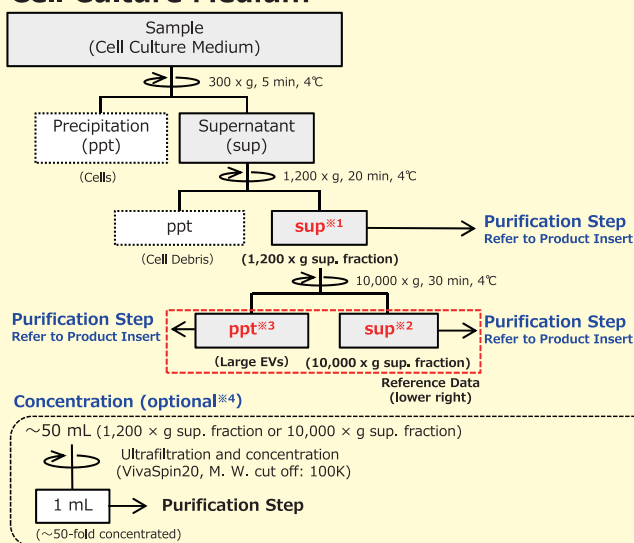 Cell Culture Medium
Sample
(Cell Culture Medium)
300 x g, 5 min, 4℃
Precipitation
(ppt)
Supernatant
(sup)
(Cells)
1,200 x g, 20 min, 4℃
ppt
sup※1
Purification Step
Refer to Product Insert
(Cell Debris)
(1,200 x g sup. fraction)
10,000 x g, 30 min, 4℃
Purification Step
Refer to Product Insert
ppt※3
sup※2
Purification Step
Refer to Product Insert
(Large EVs)
(10,000 x g sup. fraction)
Reference Data
(lower right)
Concentration (optional※4)
~50 mL (1,200 × g sup. fraction or 10,000 × g sup. fraction)
Ultrafiltration and concentration
(VivaSpin20, M. W. cut off: 100K)
1 mL
Purification Step
(~50-fold concentrated)